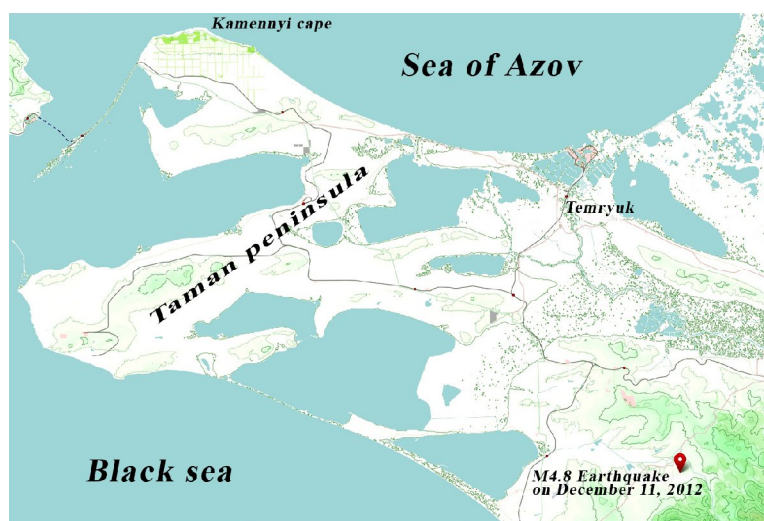 Kamennyi cape
Sea of Azov
Taman peninsula
Temryuk
Black sea
M4.8 Earthquake
on December 11, 2012